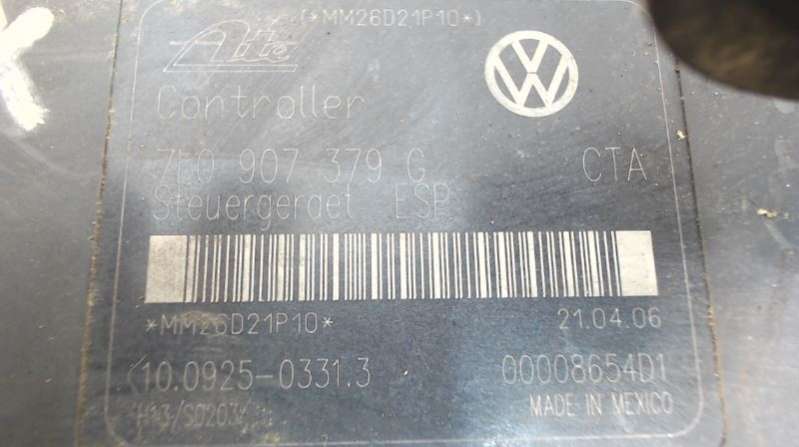 (*MM26D21P10*)
Ate
VW
Controller
907 379 G CTA
Steuergeraet ESP
*MM26D21P10*
21.04.06
10.0925-0331.3
00008654D1
MADE IN MEXICO